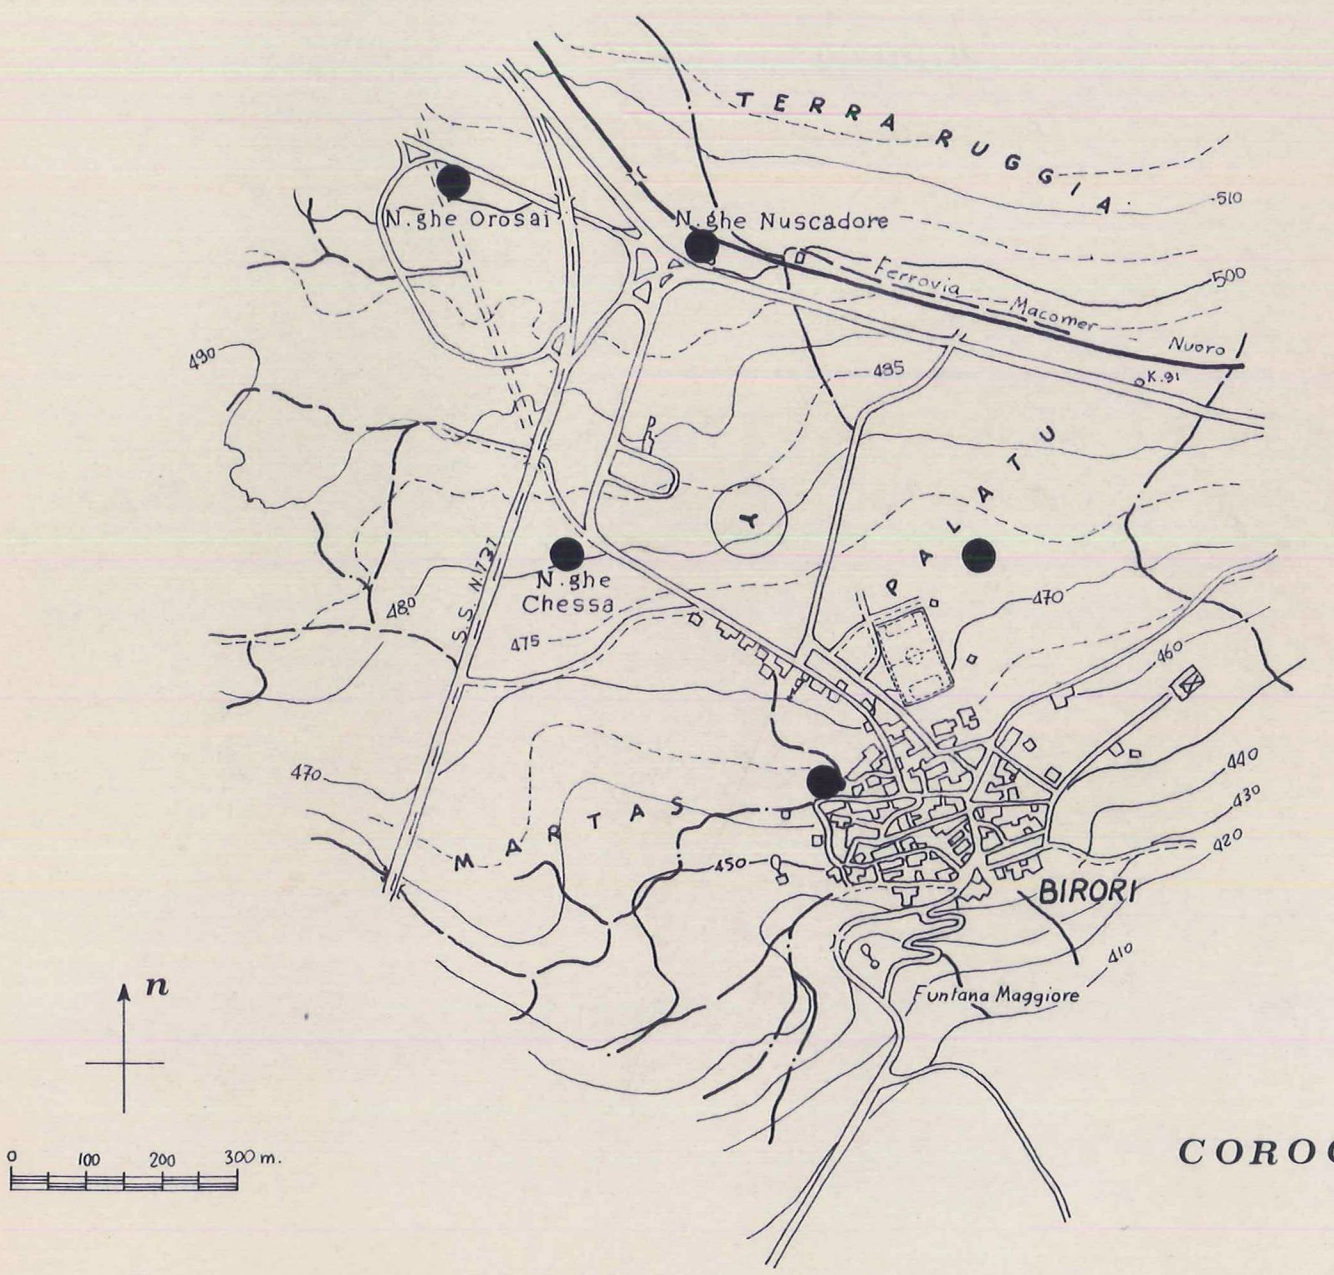 TERRA RUGGIA
N.ghe Orosai
N.ghe Nuscadore
510
500
Ferrovia Macomer Nuoro
490
485
K.91
PALATU
S.S. N.131
N.ghe
Chessa
480
475
470
460
470
MARTAS
440
430
420
450
BIRORI
410
Funtana Maggiore
n
0 100 200 300 m.